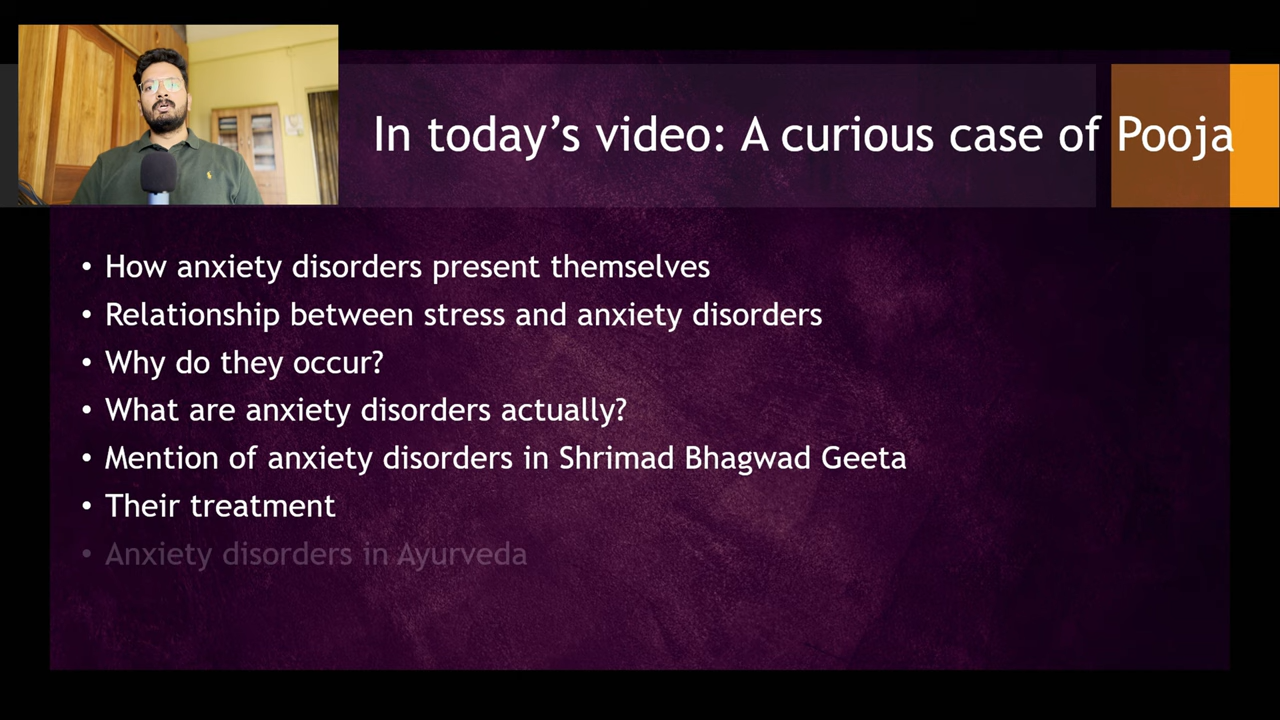 In today’s video: A curious case of Pooja
• How anxiety disorders present themselves
• Relationship between stress and anxiety disorders
• Why do they occur?
• What are anxiety disorders actually?
• Mention of anxiety disorders in Shrimad Bhagwad Geeta
• Their treatment
• Anxiety disorders in Ayurveda